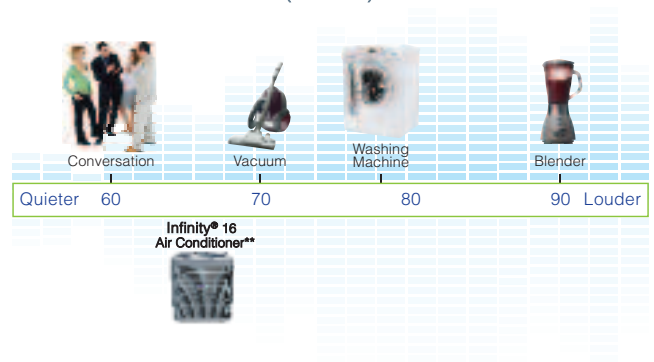 Conversation
Vacuum
Washing
Machine
Blender
Quieter 60 70 80 90 Louder
Infinity® 16
Air Conditioner**